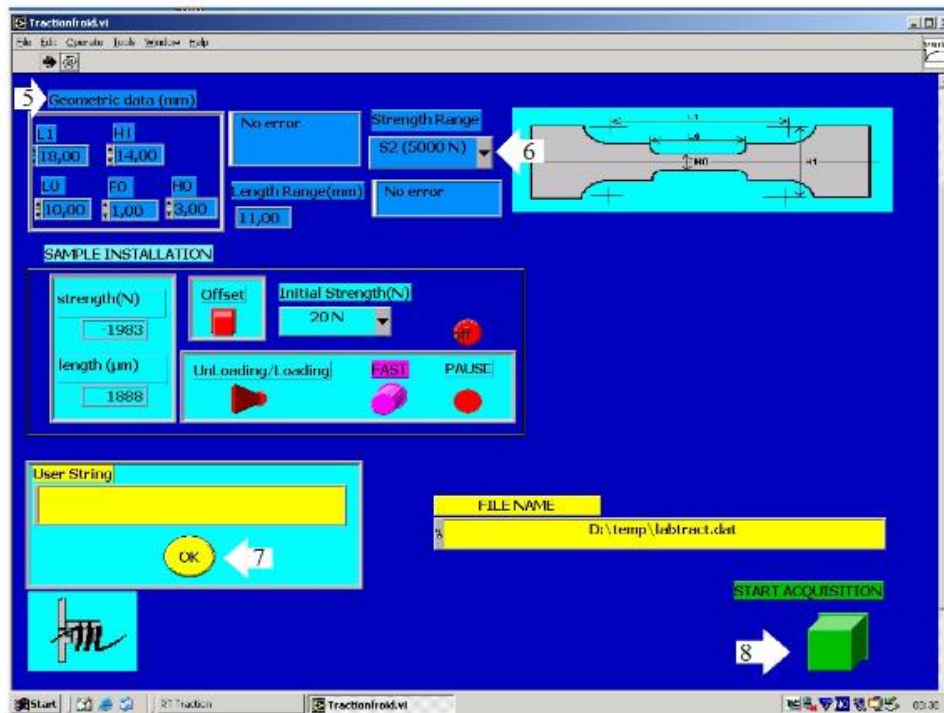 Tractionfroid.vi
File Edit Operate Tools Window Help
5
Geometric data (mm)
L1
H1
18,00
14,00
L0
E0
H0
10,00
1,00
3,00
No error
Length Range(mm)
11,00
Strength Range
S2 (5000 N)
6
No error
L1
L0
H0
H1
SAMPLE INSTALLATION
strength(N)
-1983
length (µm)
1888
Offset
Initial Strength(N)
20 N
off
UnLoading/Loading
FAST
PAUSE
User String
OK
7
FILE NAME
D:\temp\labtract.dat
START ACQUISITION
8
Start
RT Traction
Tractionfroid.vi